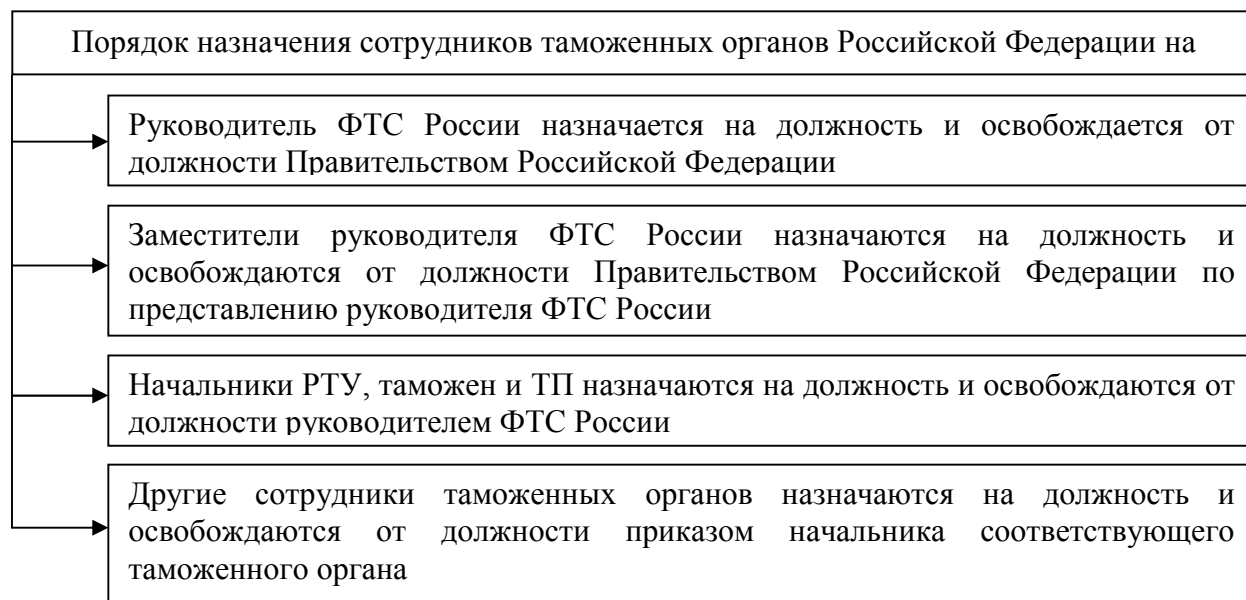 Порядок назначения сотрудников таможенных органов Российской Федерации на
Руководитель ФТС России назначается на должность и освобождается от
должности Правительством Российской Федерации
Заместители руководителя ФТС России назначаются на должность и
освобождаются от должности Правительством Российской Федерации по
представлению руководителя ФТС России
Начальники РТУ, таможен и ТП назначаются на должность и освобождаются от
должности руководителем ФТС России
Другие сотрудники таможенных органов назначаются на должность и
освобождаются от должности приказом начальника соответствующего
таможенного органа